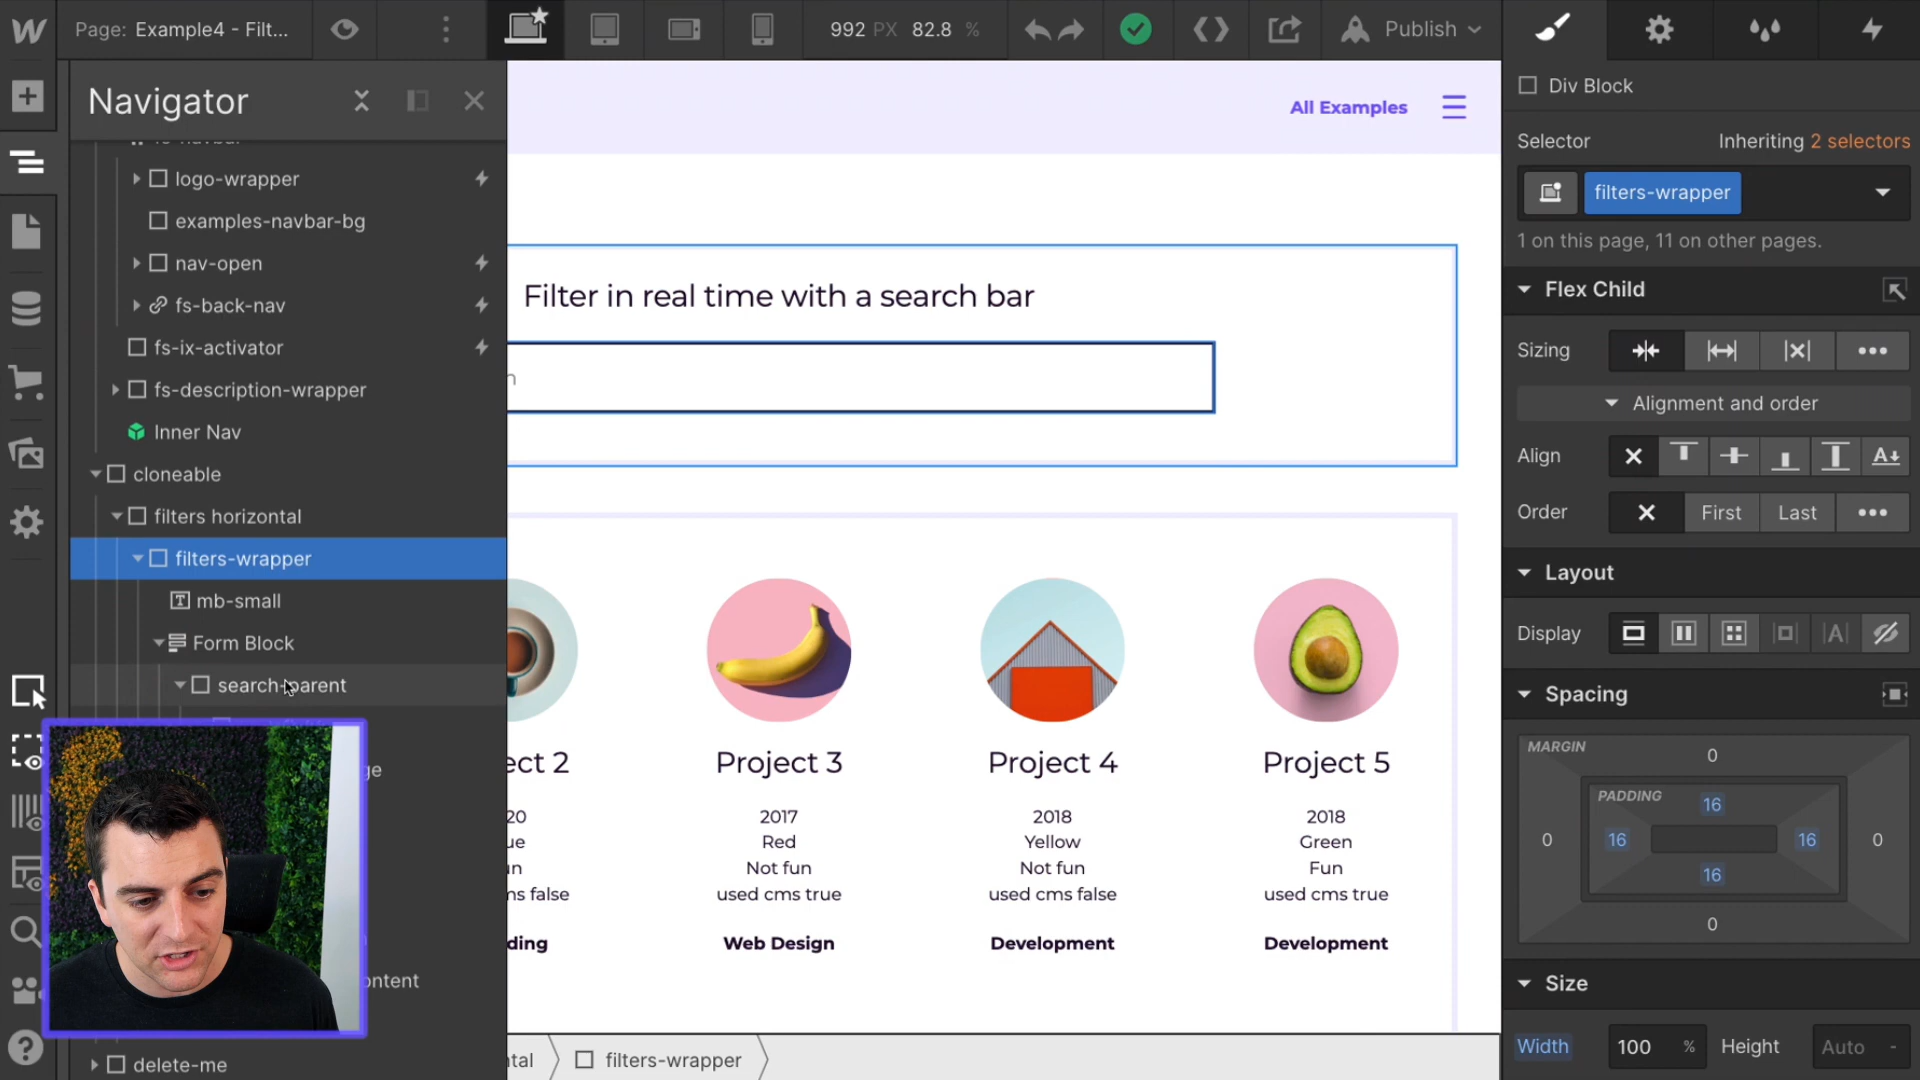 Page: Example4 - Filt...
992 PX 82.8 %
Publish
Navigator
logo-wrapper
examples-navbar-bg
nav-open
fs-back-nav
fs-ix-activator
fs-description-wrapper
Inner Nav
cloneable
filters horizontal
filters-wrapper
mb-small
Form Block
search-parent
delete-me
All Examples
Filter in real time with a search bar
Project 3
2017
Red
Not fun
used cms true
Web Design
Project 4
2018
Yellow
Not fun
used cms false
Development
Project 5
2018
Green
Fun
used cms true
Development
filters-wrapper
Div Block
Selector Inheriting 2 selectors
filters-wrapper
1 on this page, 11 on other pages.
Flex Child
Sizing
Alignment and order
Align
Order First Last
Layout
Display
Spacing
MARGIN 0
PADDING 16
0 16 16 0
16
0
Size
Width 100 % Height Auto -